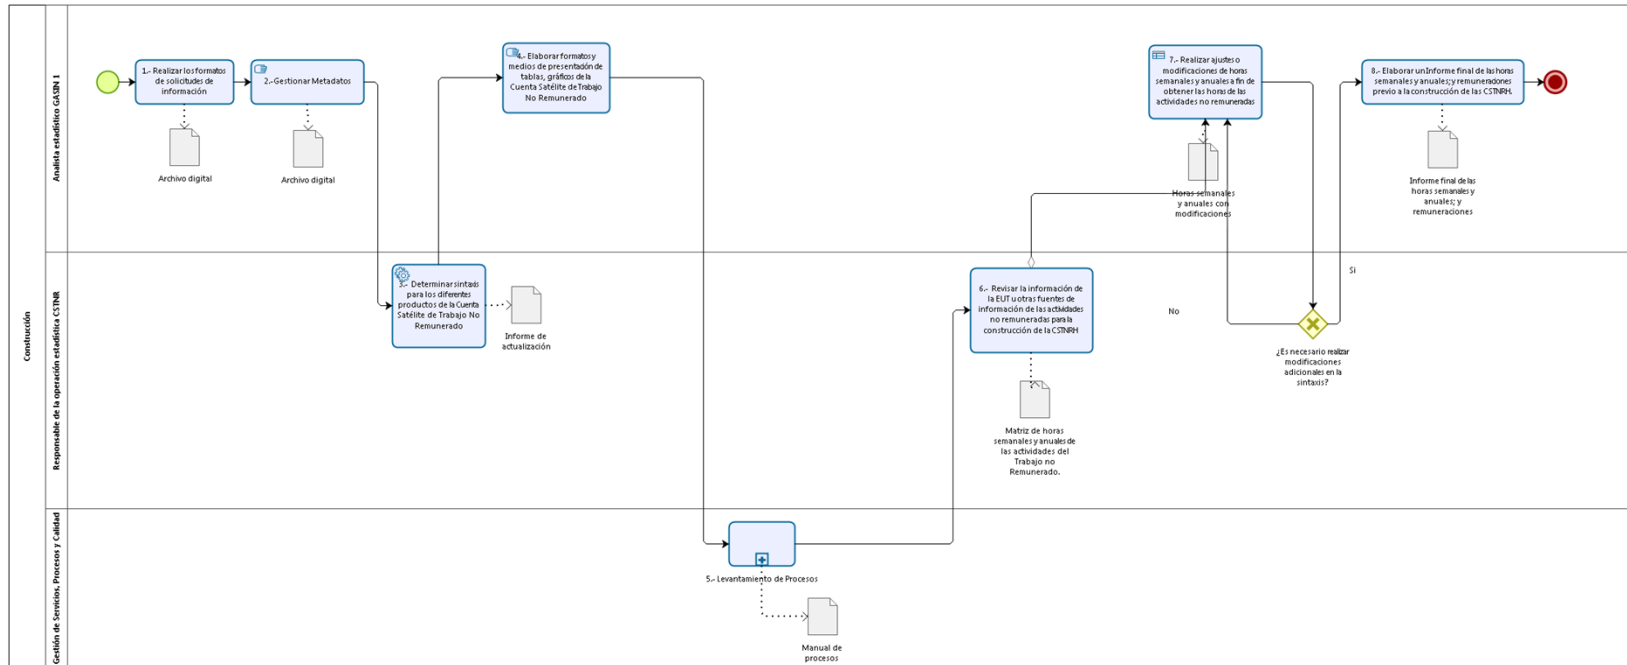 Construcción
Analista estadístico GASIN 1
1.- Realizar los formatos
de solicitudes de
información
Archivo digital
2.-Gestionar Metadatos
Archivo digital
4.- Elaborar formatos y
medios de presentación de
tablas, gráficos de la
Cuenta Satélite de Trabajo
No Remunerado
7.- Realizar ajustes o
modificaciones de horas
semanales y anuales a fin de
obtener las horas de las
actividades no remuneradas
Horas semanales
y anuales con
modificaciones
8.- Elaborar un Informe final de las horas
semanales y anuales; y remuneraciones
previo a la construcción de las CSTNRH.
Informe final de las
horas semanales y
anuales; y
remuneraciones
Responsable de la operación estadística CSTNR
3.- Determinar sintaxis
para los diferentes
productos de la Cuenta
Satélite de Trabajo No
Remunerado
Informe de
actualización
6.- Revisar la información de
la EUT u otras fuentes de
información de las actividades
no remuneradas para la
construcción de la CSTNRH
Matriz de horas
semanales y anuales de
las actividades del
Trabajo no
Remunerado.
No
Si
¿Es necesario realizar
modificaciones
adicionales en la
sintaxis?
Gestión de Servicios, Procesos y Calidad
5.- Levantamiento de Procesos
Manual de
procesos